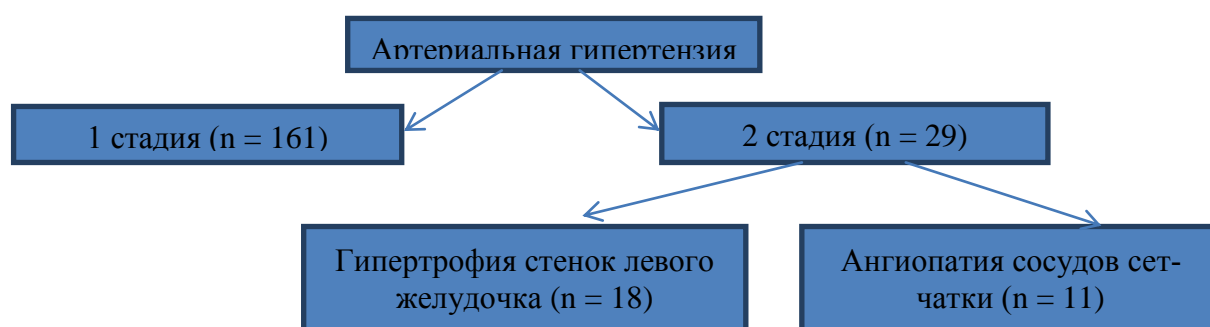 Артериальная гипертензия
1 стадия (n = 161)
2 стадия (n = 29)
Гипертрофия стенок левого
желудочка (n = 18)
Ангиопатия сосудов сет-
чатки (n = 11)